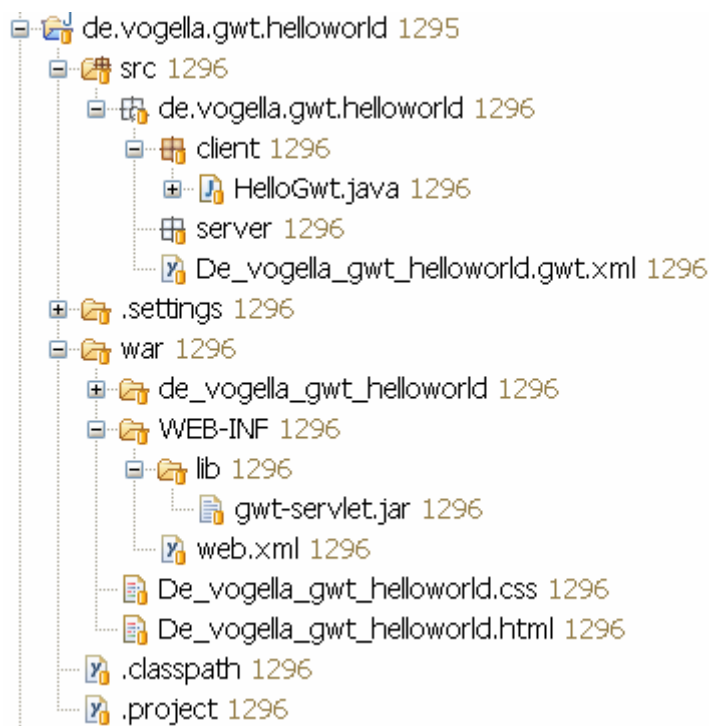 de.vogella.gwt.helloworld 1295
src 1296
de.vogella.gwt.helloworld 1296
client 1296
HelloGwt.java 1296
server 1296
De_vogella_gwt_helloworld.gwt.xml 1296
.settings 1296
war 1296
de_vogella_gwt_helloworld 1296
WEB-INF 1296
lib 1296
gwt-servlet.jar 1296
web.xml 1296
De_vogella_gwt_helloworld.css 1296
De_vogella_gwt_helloworld.html 1296
.classpath 1296
.project 1296